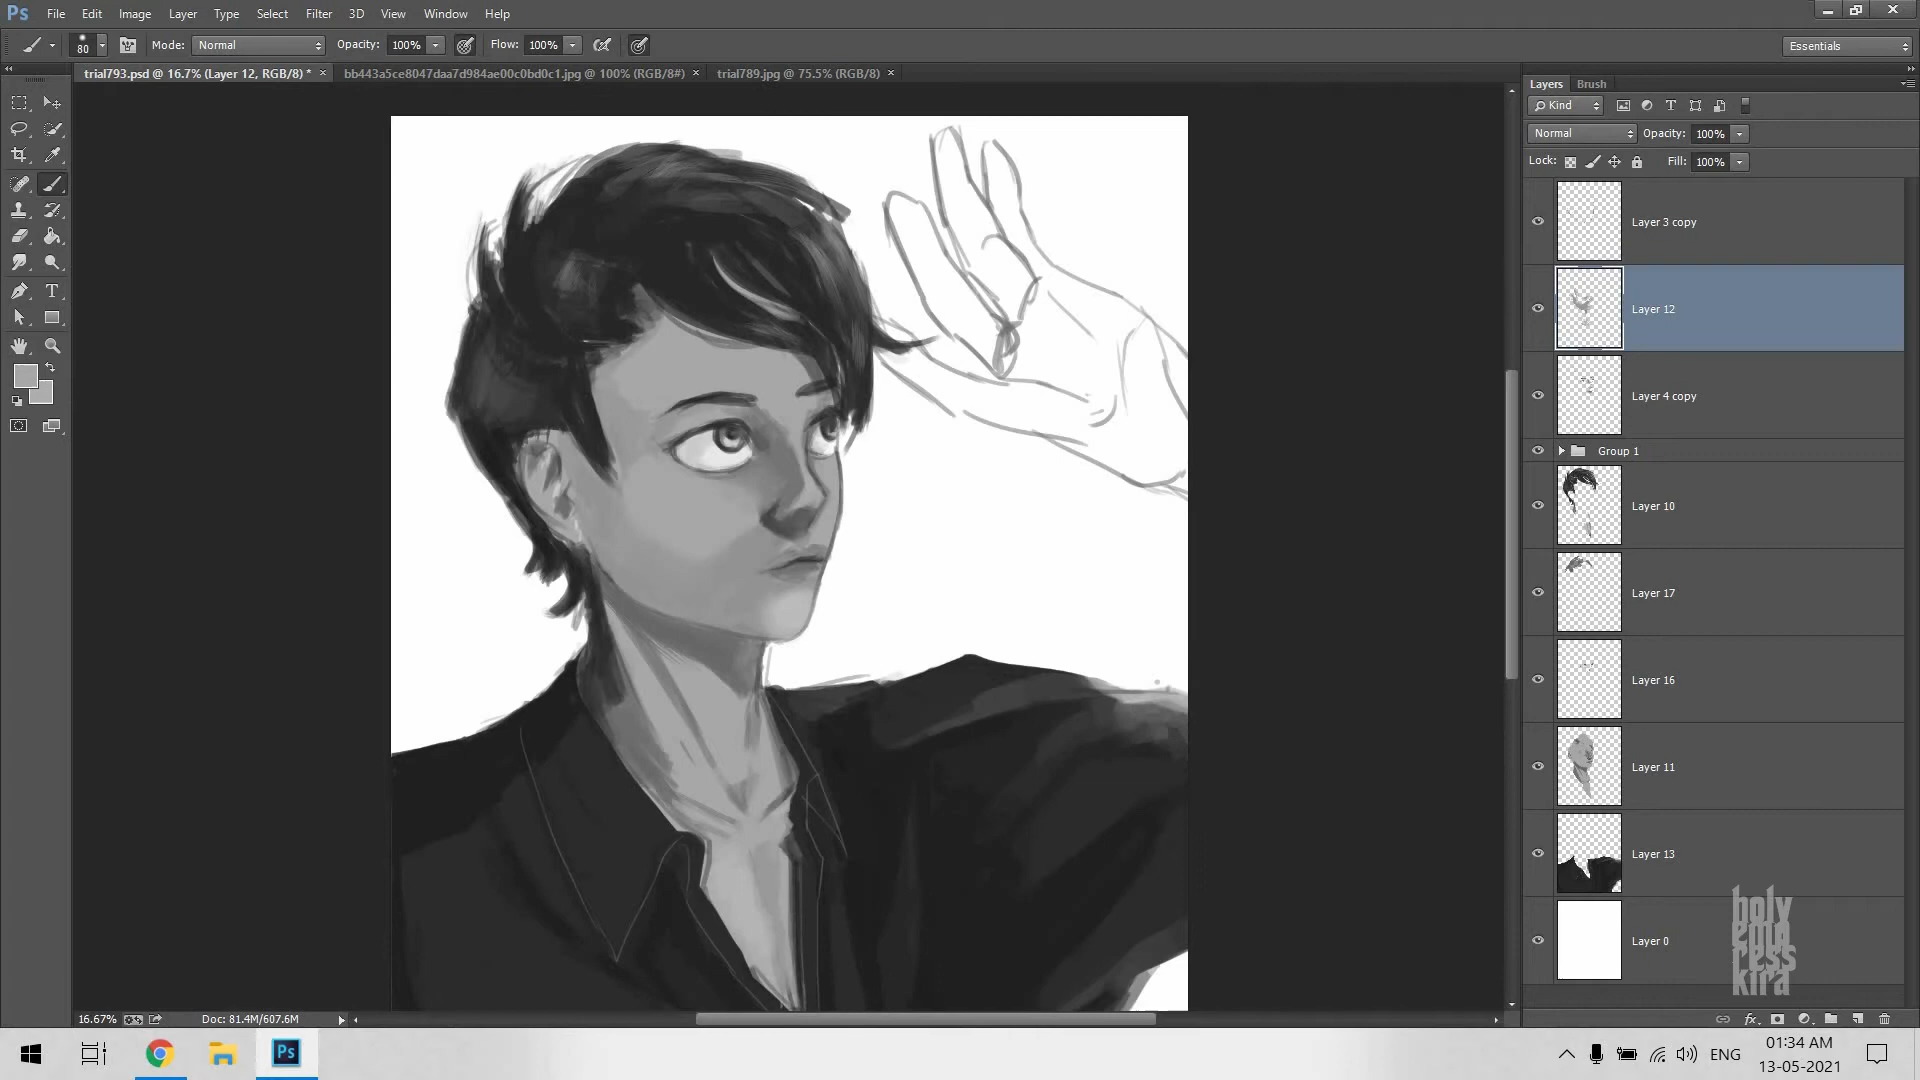 Ps File Edit Image Layer Type Select Filter 3D View Window Help
80 Mode: Normal Opacity: 100% Flow: 100% Essentials
trial793.psd @ 16.7% (Layer 12, RGB/8) * × bb443a5ce8047daa7d984ae00c0bd0c1.jpg @ 100% (RGB/8#) × trial789.jpg @ 75.5% (RGB/8) ×
Layers Brush
Kind
Normal Opacity: 100%
Lock: Fill: 100%
Layer 3 copy
Layer 12
Layer 4 copy
Group 1
Layer 10
Layer 17
Layer 16
Layer 11
Layer 13
Layer 0
holy
emp
ress
kira
16.67% Doc: 81.4M/607.6M
fx
Ps ENG 01:34 AM
13-05-2021